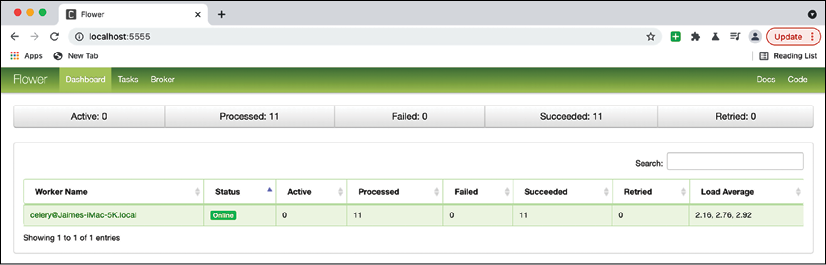 Flower
localhost:5555
Update
Apps New Tab Reading List
Flower Dashboard Tasks Broker Docs Code
Active: 0 Processed: 11 Failed: 0 Succeeded: 11 Retried: 0
Search:
Worker Name Status Active Processed Failed Succeeded Retried Load Average
celery@Jaimes-iMac-5K.local Online 0 11 0 11 0 2.16, 2.76, 2.92
Showing 1 to 1 of 1 entries